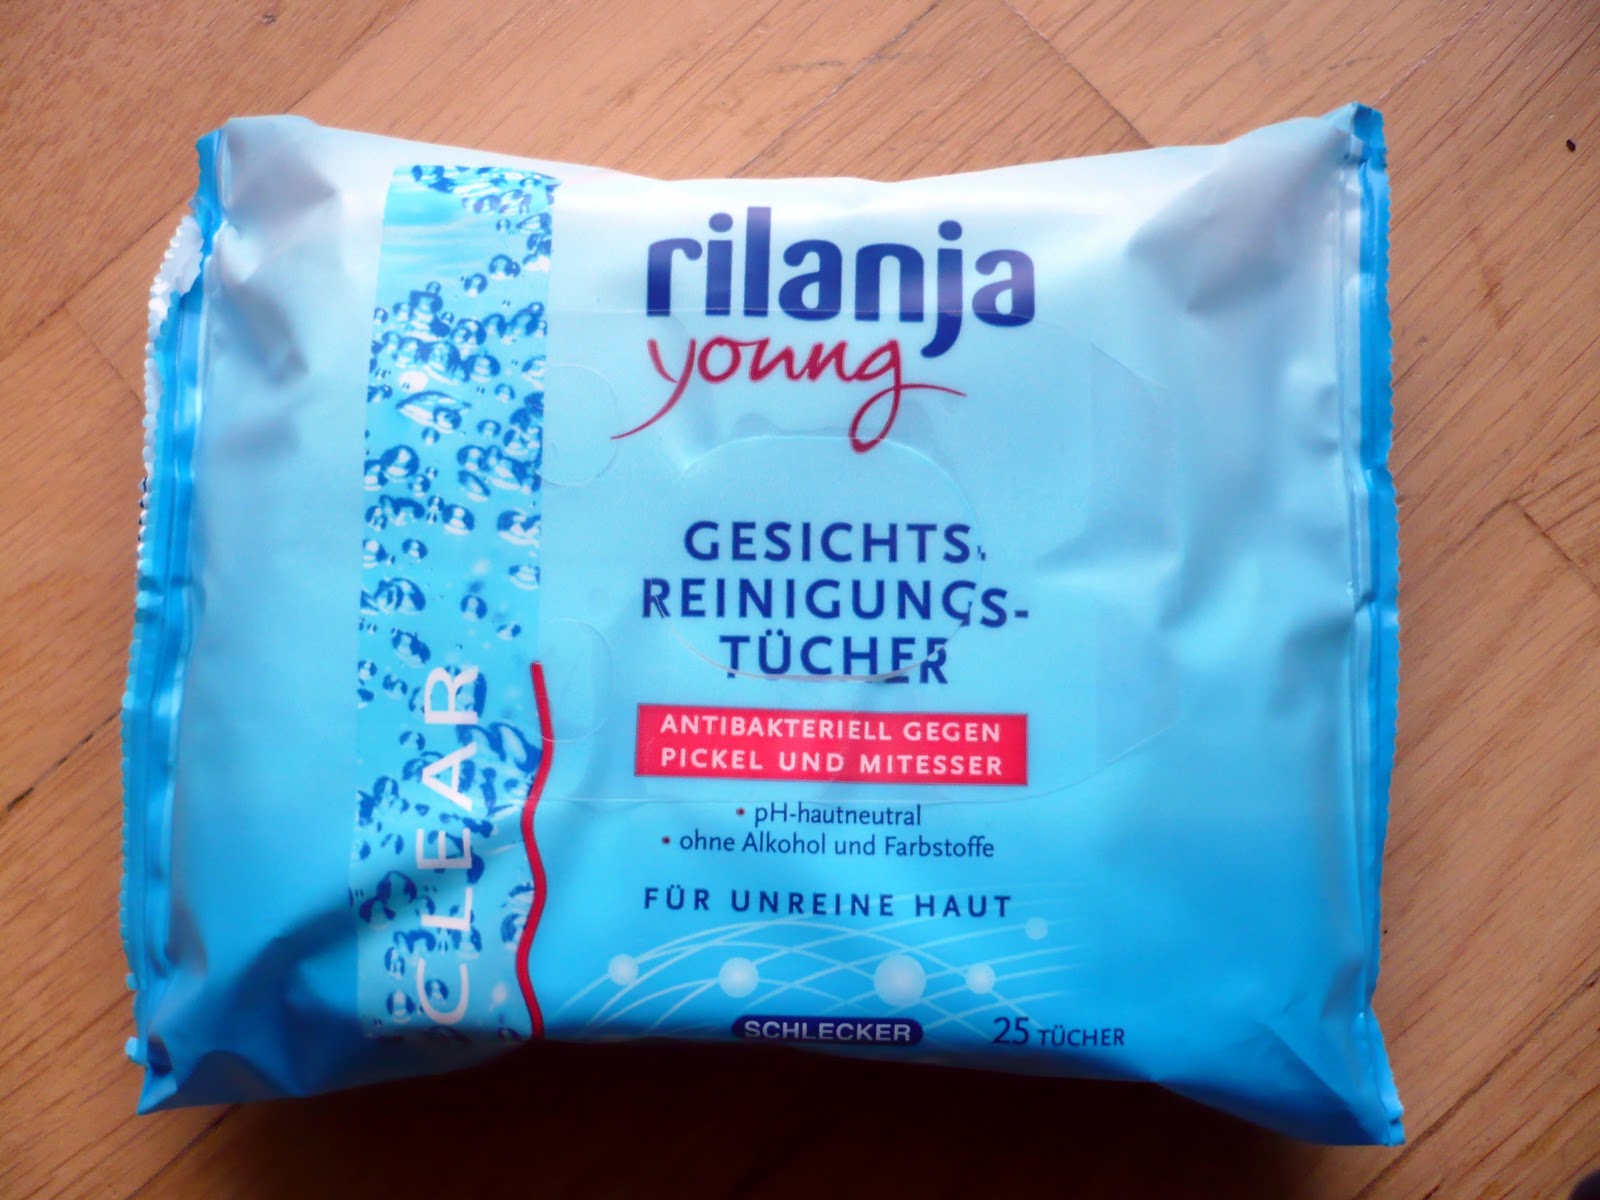 rilanja
young
GESICHTS-
REINIGUNGS-
TÜCHER
ANTIBAKTERIELL GEGEN
PICKEL UND MITESSER
• pH-hautneutral
• ohne Alkohol und Farbstoffe
FÜR UNREINE HAUT
SCHLECKER
25 TÜCHER
CLEAR